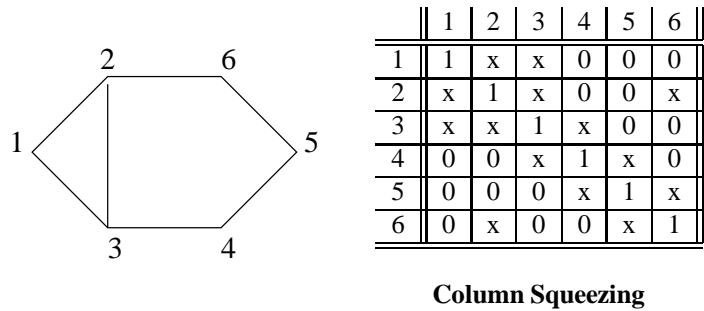 2 6
1 5
3 4
1 2 3 4 5 6
1 1 x x 0 0 0
2 x 1 x 0 0 x
3 x x 1 x 0 0
4 0 0 x 1 x 0
5 0 0 0 x 1 x
6 0 x 0 0 x 1
Column Squeezing